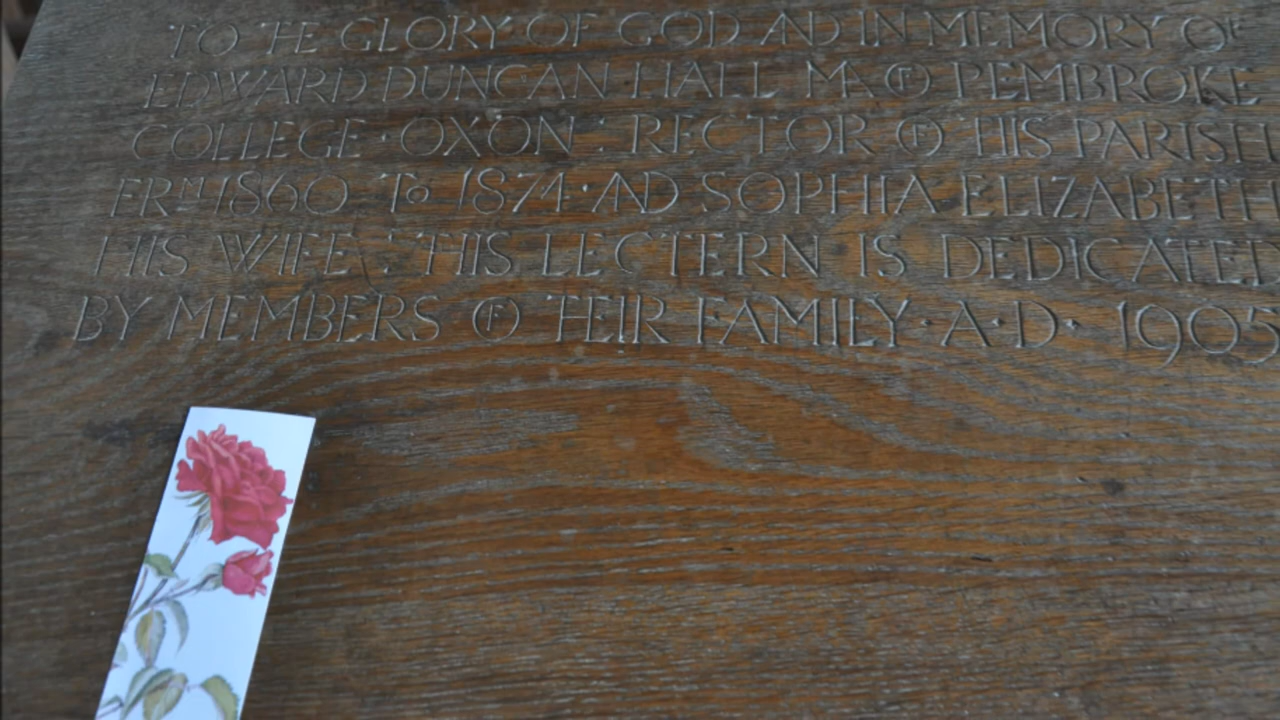 TO THE GLORY OF GOD AND IN MEMORY OF
EDWARD DUNCAN HALL M·A· OF PEMBROKE
COLLEGE · OXON : RECTOR OF THIS PARISH
FROM 1860 TO 1874 · AND SOPHIA ELIZABETH
HIS WIFE : THIS LECTERN IS DEDICATED
BY MEMBERS OF THEIR FAMILY · A · D · 1905